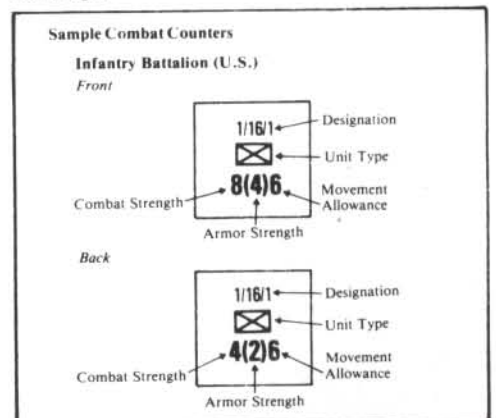 Sample Combat Counters
Infantry Battalion (U.S.)
Front
1/16/1
Designation
Unit Type
8(4)6
Combat Strength
Movement
Allowance
Armor Strength
Back
1/16/1
Designation
Unit Type
4(2)6
Combat Strength
Movement
Allowance
Armor Strength